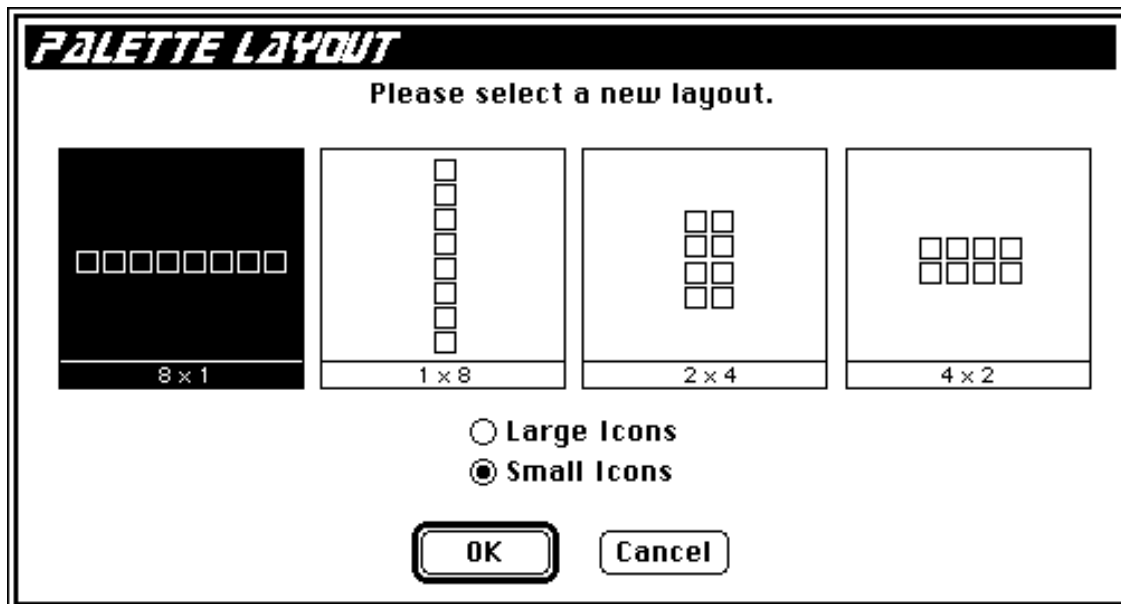 PALETTE LAYOUT
Please select a new layout.
8 x 1
1 x 8
2 x 4
4 x 2
Large Icons
Small Icons
OK
Cancel